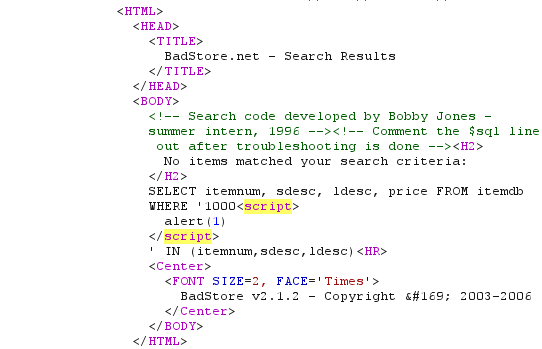 <HTML>
<HEAD>
<TITLE>
BadStore.net - Search Results
</TITLE>
</HEAD>
<BODY>
<!-- Search code developed by Bobby Jones -
summer intern, 1996 --><!-- Comment the $sql line
out after troubleshooting is done --><H2>
No items matched your search criteria:
</H2>
SELECT itemnum, sdesc, ldesc, price FROM itemdb
WHERE '1000<script>
alert(1)
</script>
' IN (itemnum,sdesc,ldesc)<HR>
<Center>
<FONT SIZE=2, FACE='Times'>
BadStore v2.1.2 - Copyright &#169; 2003-2006
</Center>
</BODY>
</HTML>